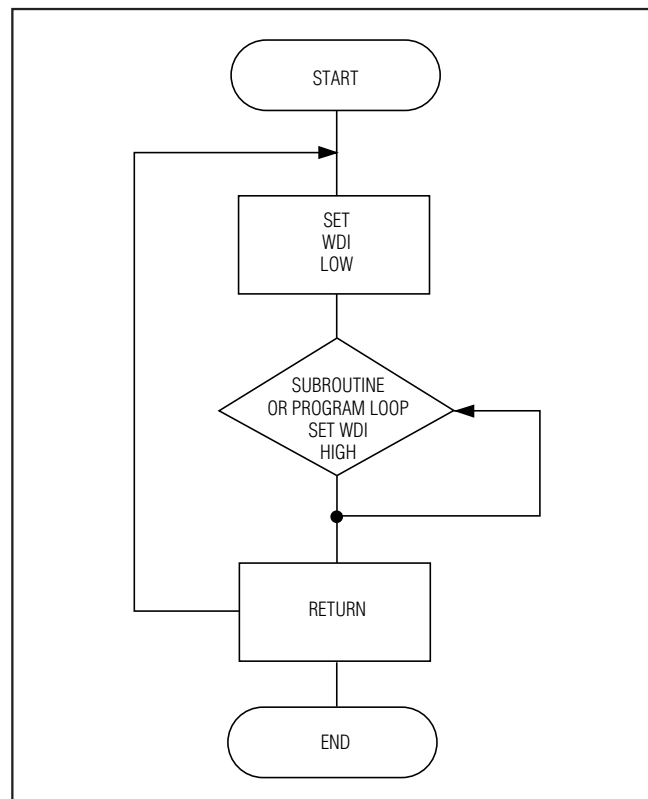 START
SET
WDI
LOW
SUBROUTINE
OR PROGRAM LOOP
SET WDI
HIGH
RETURN
END